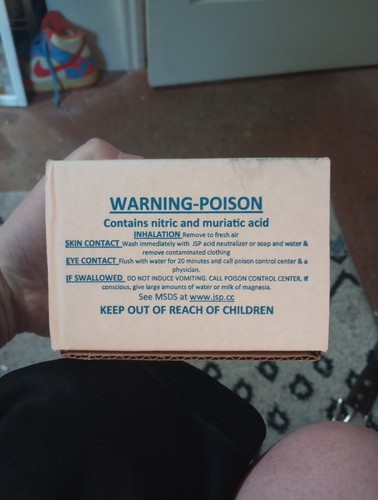 WARNING-POISON
Contains nitric and muriatic acid
INHALATION Remove to fresh air
SKIN CONTACT Wash immediately with JSP acid neutralizer or soap and water &
remove contaminated clothing
EYE CONTACT Flush with water for 20 minutes and call poison control center & a
physician.
IF SWALLOWED DO NOT INDUCE VOMITING. CALL POISON CONTROL CENTER. If
conscious, give large amounts of water or milk of magnesia.
See MSDS at www.jsp.cc
KEEP OUT OF REACH OF CHILDREN